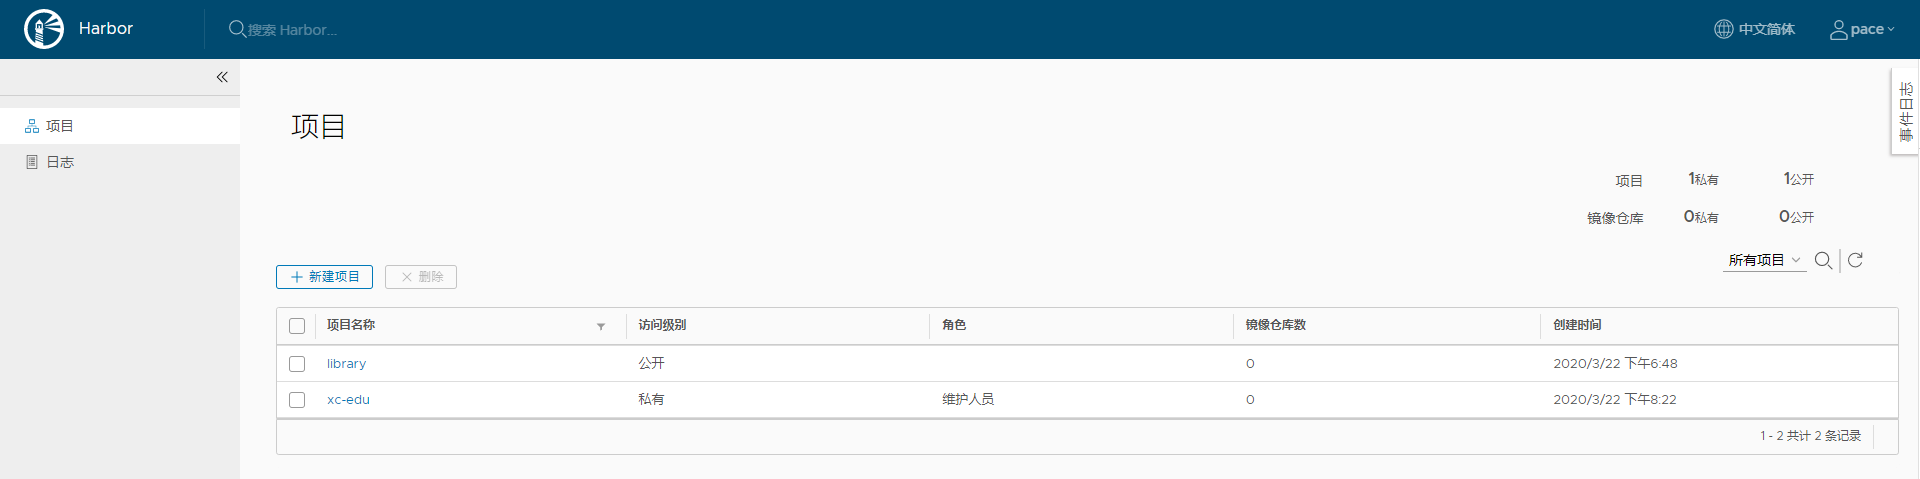 Harbor
搜索 Harbor...
中文简体
pace
事件日志
项目
日志
项目
项目 1私有 1公开
镜像仓库 0私有 0公开
所有项目
新建项目 删除
项目名称 访问级别 角色 镜像仓库数 创建时间
library 公开 0 2020/3/22 下午6:48
xc-edu 私有 维护人员 0 2020/3/22 下午8:22
1 - 2 共计 2 条记录